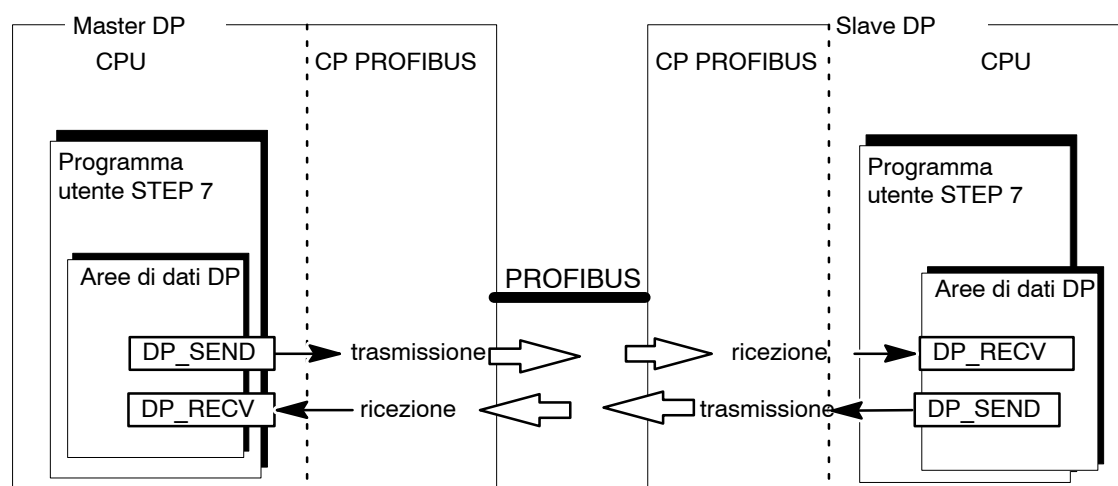 Master DP
CPU
CP PROFIBUS
Programma
utente STEP 7
Aree di dati DP
DP_SEND
trasmissione
DP_RECV
ricezione
PROFIBUS
Slave DP
CP PROFIBUS
CPU
Programma
utente STEP 7
Aree di dati DP
ricezione
DP_RECV
trasmissione
DP_SEND